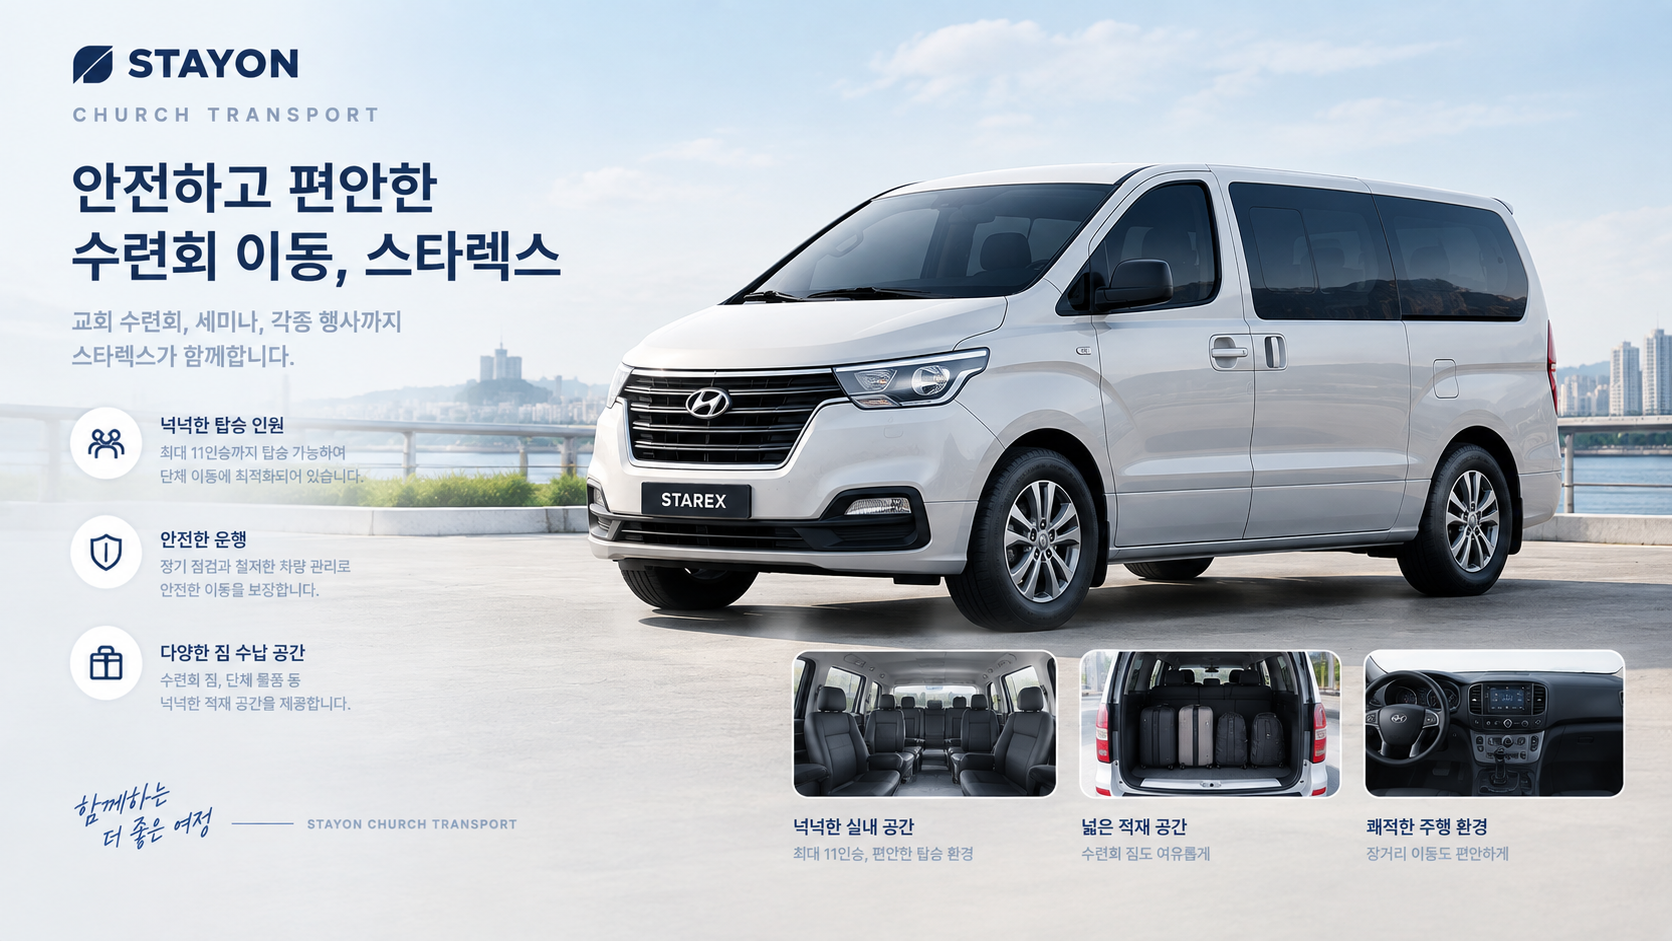 STAYON
CHURCH TRANSPORT
안전하고 편안한
수련회 이동, 스타렉스
교회 수련회, 세미나, 각종 행사까지
스타렉스가 함께합니다.
넉넉한 탑승 인원
최대 11인승까지 탑승 가능하여
단체 이동에 최적화되어 있습니다.
안전한 운행
장기 점검과 철저한 차량 관리로
안전한 이동을 보장합니다.
다양한 짐 수납 공간
수련회 짐, 단체 물품 등
넉넉한 적재 공간을 제공합니다.
함께하는
더 좋은 여정
STAYON CHURCH TRANSPORT
STAREX
넉넉한 실내 공간
최대 11인승, 편안한 탑승 환경
넓은 적재 공간
수련회 짐도 여유롭게
쾌적한 주행 환경
장거리 이동도 편안하게